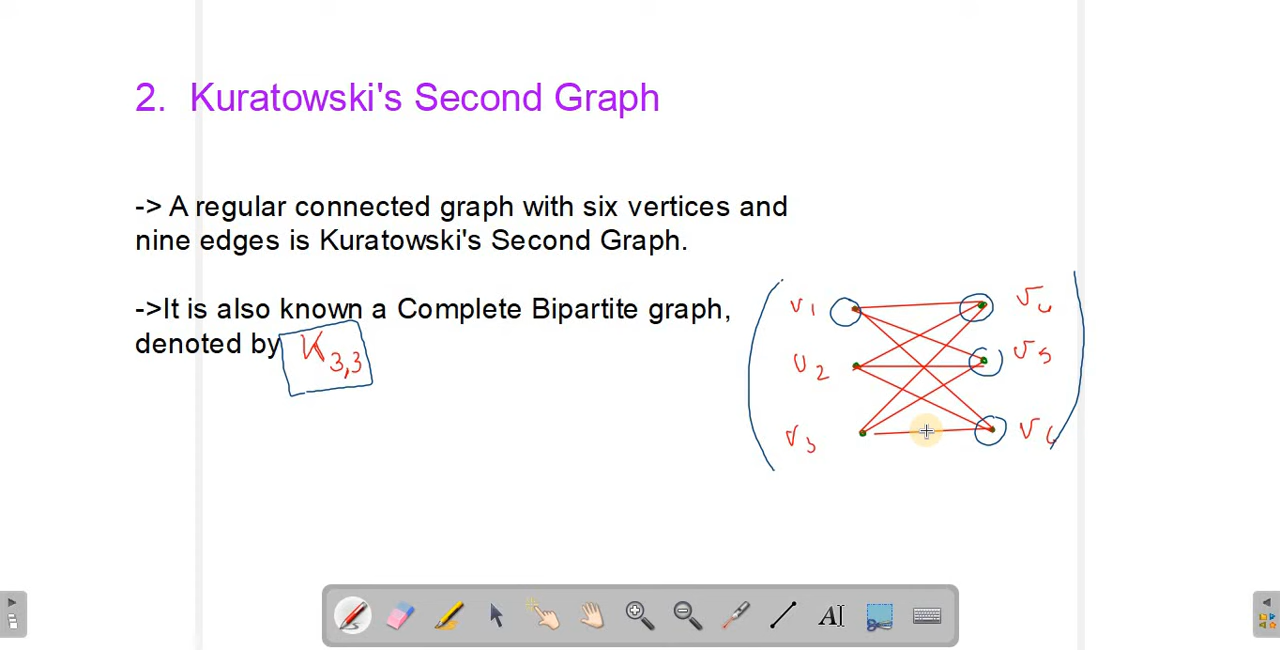 2. Kuratowski's Second Graph
-> A regular connected graph with six vertices and
nine edges is Kuratowski's Second Graph.
->It is also known a Complete Bipartite graph,
denoted by K3,3
v1
v4
v2
v5
v3
v6
AI